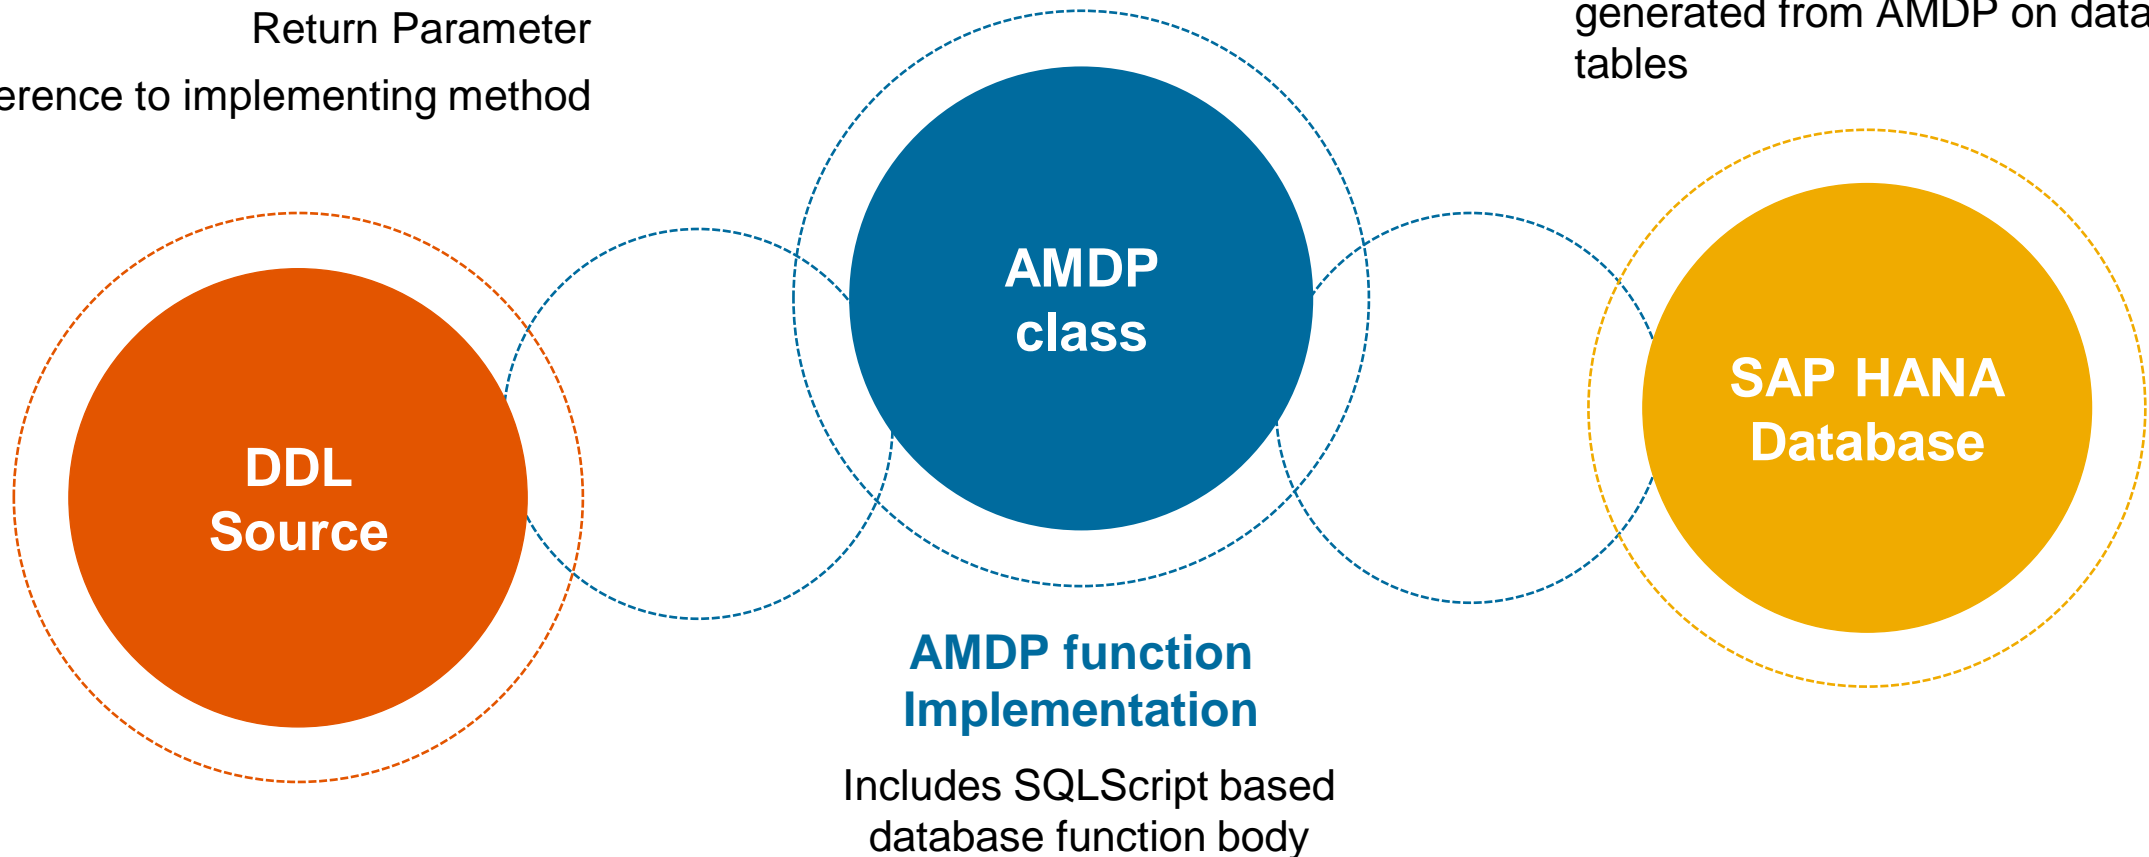 Return Parameter
erence to implementing method
generated from AMDP on data
tables
AMDP
class
SAP HANA
Database
DDL
Source
AMDP function
Implementation
Includes SQLScript based
database function body